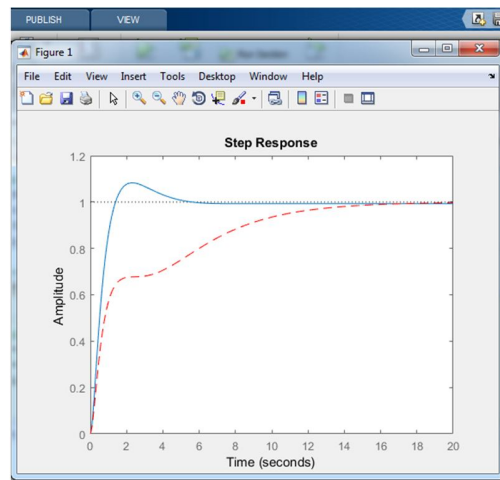 PUBLISH VIEW
Figure 1
File Edit View Insert Tools Desktop Window Help
Step Response
1.2
1
0.8
0.6
0.4
0.2
0
Amplitude
0 2 4 6 8 10 12 14 16 18 20
Time (seconds)